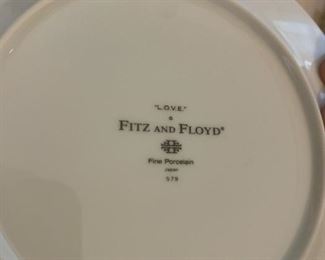 "L.O.V.E."
©
FITZ AND FLOYD®
Fine Porcelain
Japan
579